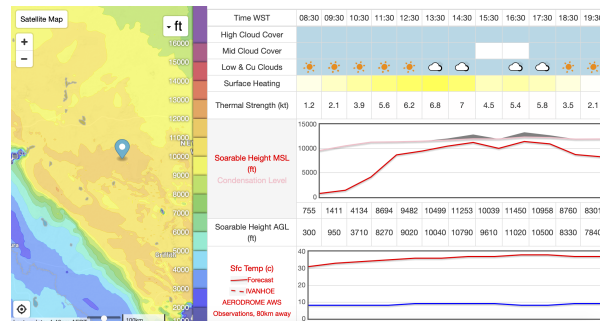 Satellite Map
ft
+
−
16000
15000
14000
13000
12000
11000
10000
9000
8000
7000
6000
5000
4000
3000
2000
1000
Griffith
100km
Time WST 08:30 09:30 10:30 11:30 12:30 13:30 14:30 15:30 16:30 17:30 18:30 19:30
High Cloud Cover
Mid Cloud Cover
Low & Cu Clouds
Surface Heating
Thermal Strength (kt) 1.2 2.1 3.9 5.6 6.2 6.8 7 4.5 5.4 5.8 3.5 2.1
15000
10000
Soarable Height MSL
(ft)
Condensation Level
5000
0
755 1411 4134 8694 9482 10499 11253 10039 11450 10958 8760 8301
Soarable Height AGL
(ft)
300 950 3710 8270 9020 10040 10790 9610 11020 10500 8330 7840
40
30
20
10
0
Sfc Temp (c)
Forecast
IVANHOE
AERODROME AWS
Observations, 80km away